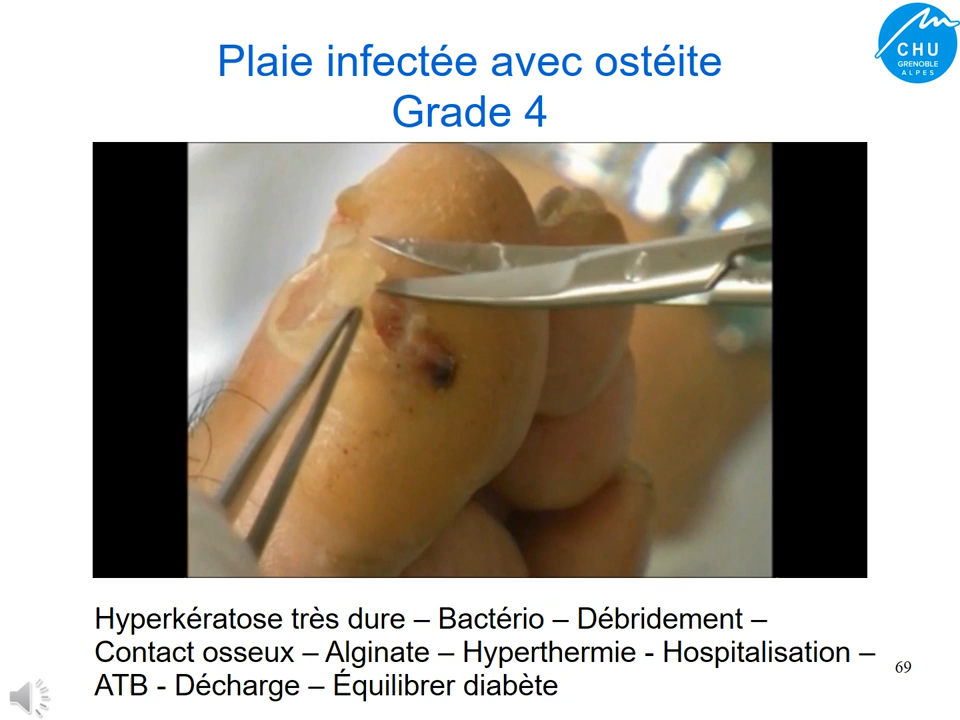 CHU
GRENOBLE
ALPES
Plaie infectée avec ostéite
Grade 4
Hyperkératose très dure – Bactério – Débridement –
Contact osseux – Alginate – Hyperthermie - Hospitalisation –
ATB - Décharge – Équilibrer diabète
69